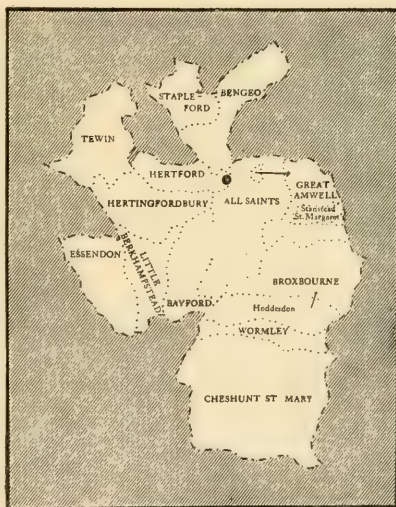 STAPLE-
FORD
BENGEO
TEWIN
HERTFORD
GREAT
AMWELL
HERTINGFORDBURY
ALL SAINTS
Stanstead
St. Margaret
ESSENDON
LITTLE
BERKHAMPSTEAD
BROXBOURNE
BAYFORD
Hoddesdon
WORMLEY
CHESHUNT ST MARY